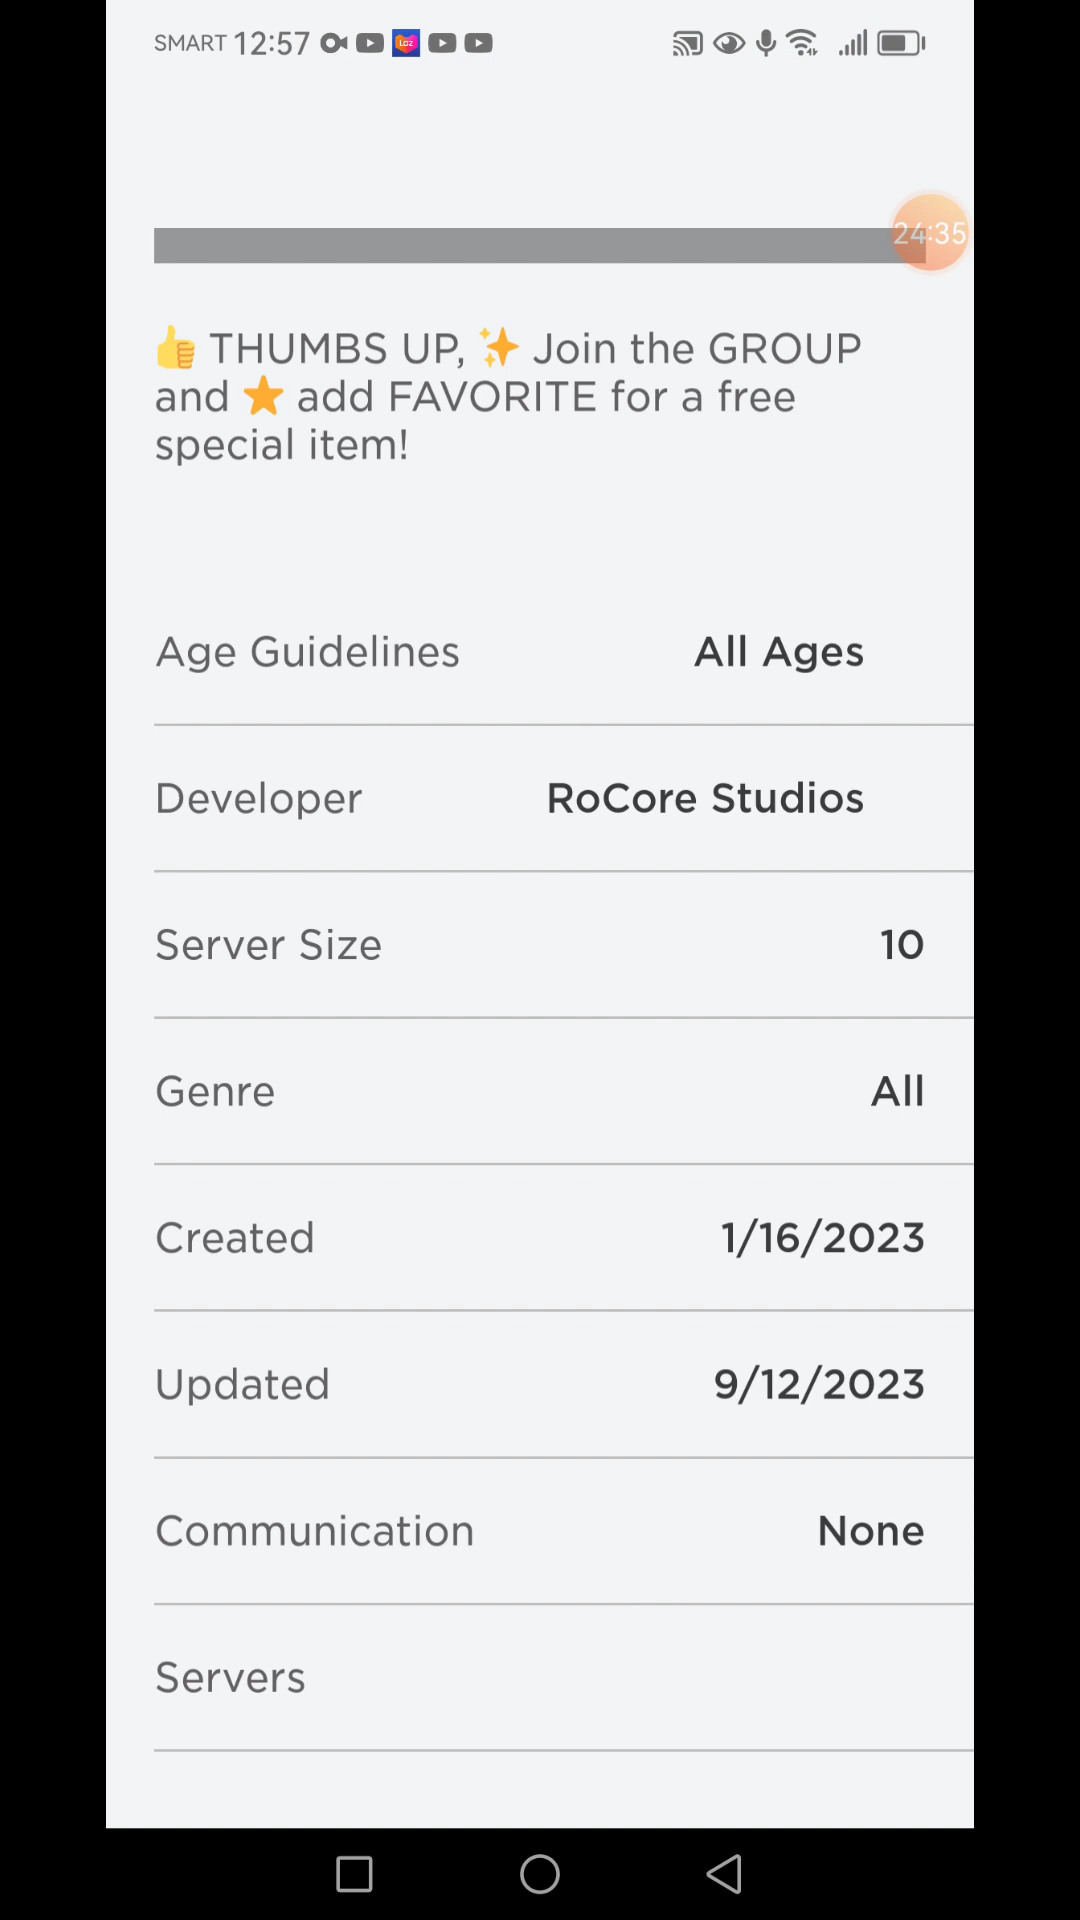 SMART 12:57
Laz
24:35
👍 THUMBS UP, ✨ Join the GROUP
and ⭐ add FAVORITE for a free
special item!
Age Guidelines All Ages
Developer RoCore Studios
Server Size 10
Genre All
Created 1/16/2023
Updated 9/12/2023
Communication None
Servers